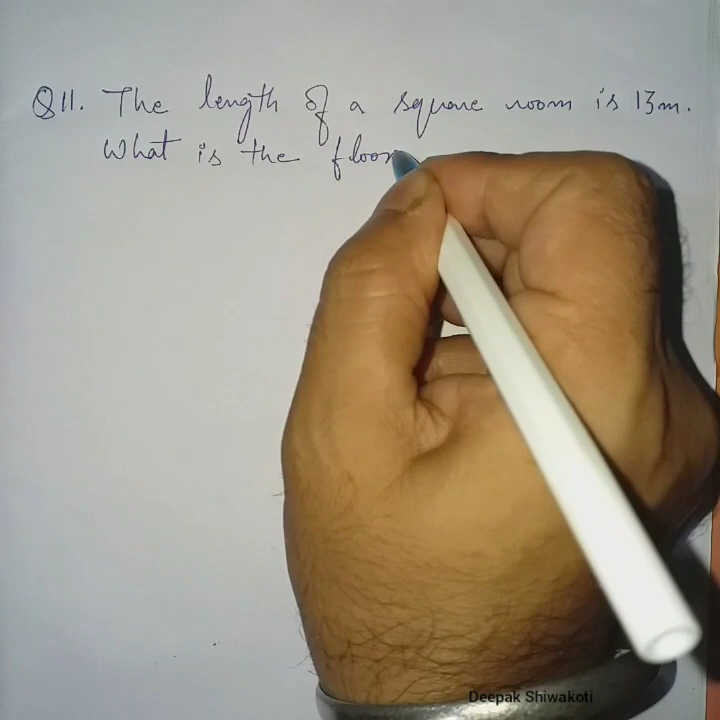 Q11. The length of a square room is 13m.
What is the floor
Deepak Shiwakoti